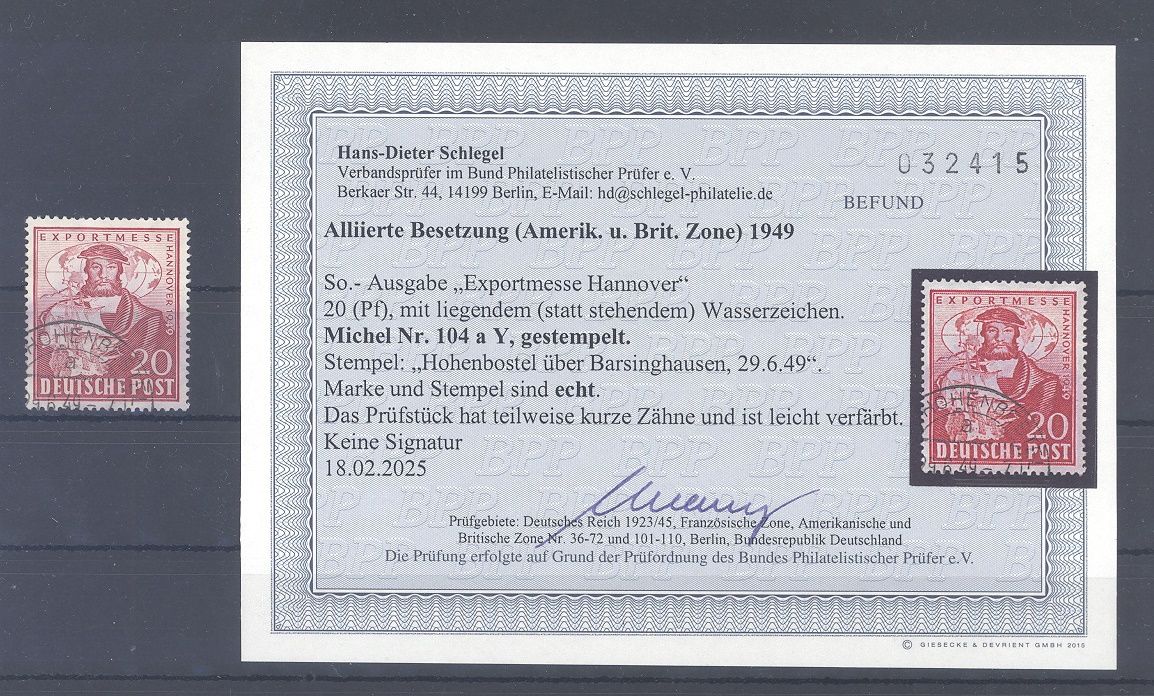 EXPORTMESSE
HANNOVER 1949
HOHENB
a
20
DEUTSCHE POST
Hans-Dieter Schlegel
032415
Verbandsprüfer im Bund Philatelistischer Prüfer e. V.
Berkaer Str. 44, 14199 Berlin, E-Mail: hd@schlegel-philatelie.de
BEFUND
Alliierte Besetzung (Amerik. u. Brit. Zone) 1949
So.- Ausgabe „Exportmesse Hannover“
20 (Pf), mit liegendem (statt stehendem) Wasserzeichen.
Michel Nr. 104 a Y, gestempelt.
Stempel: „Hohenbostel über Barsinghausen, 29.6.49“.
Marke und Stempel sind echt.
Das Prüfstück hat teilweise kurze Zähne und ist leicht verfärbt.
Keine Signatur
18.02.2025
EXPORTMESSE
HANNOVER 1949
HOHENB
a
20
DEUTSCHE POST
Prüfgebiete: Deutsches Reich 1923/45, Französische Zone, Amerikanische und
Britische Zone Nr. 36-72 und 101-110, Berlin, Bundesrepublik Deutschland
Die Prüfung erfolgte auf Grund der Prüfordnung des Bundes Philatelistischer Prüfer e.V.
© GIESECKE & DEVRIENT GMBH 2015